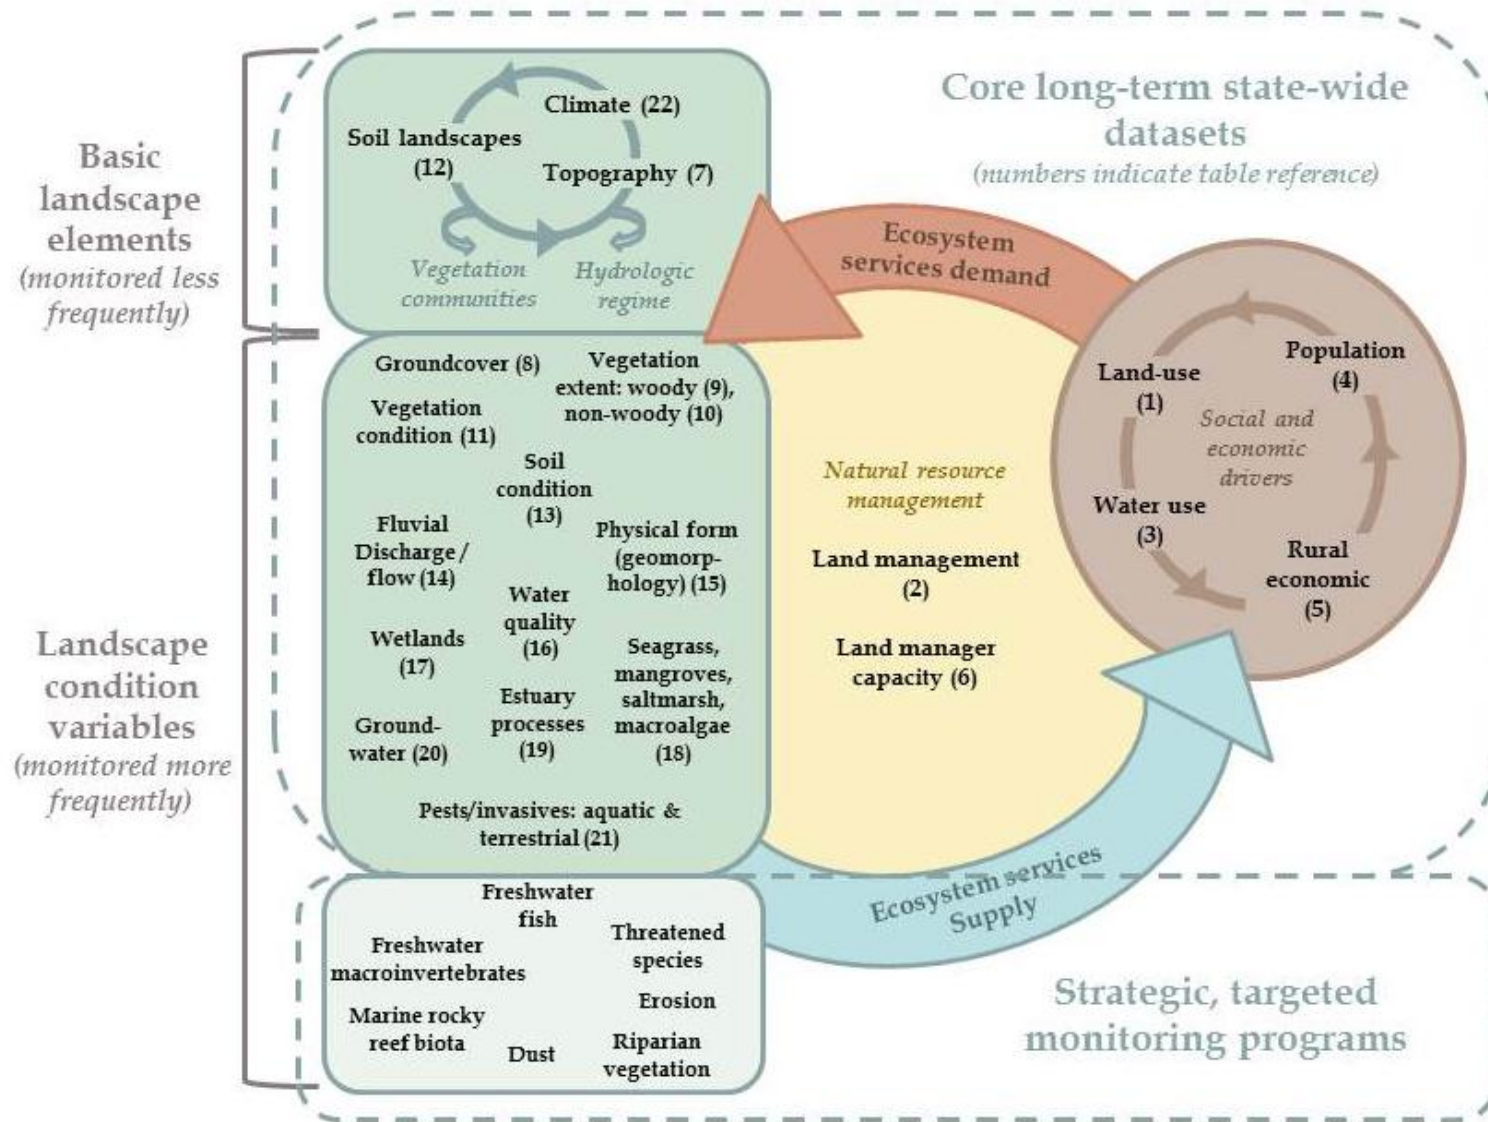 Basic
landscape
elements
(monitored less
frequently)
Landscape
condition
variables
(monitored more
frequently)
Climate (22)
Soil landscapes
(12)
Topography (7)
Vegetation
communities
Hydrologic
regime
Groundcover (8)
Vegetation
extent: woody (9),
non-woody (10)
Vegetation
condition (11)
Soil
condition
(13)
Fluvial
Discharge /
flow (14)
Physical form
(geomorp-
hology) (15)
Water
quality
(16)
Wetlands
(17)
Seagrass,
mangroves,
saltmarsh,
macroalgae
(18)
Estuary
processes
(19)
Ground-
water (20)
Pests/invasives: aquatic &
terrestrial (21)
Freshwater
fish
Freshwater
macroinvertebrates
Threatened
species
Erosion
Marine rocky
reef biota
Dust
Riparian
vegetation
Core long-term state-wide
datasets
(numbers indicate table reference)
Ecosystem
services demand
Natural resource
management
Land management
(2)
Land manager
capacity (6)
Population
(4)
Land-use
(1)
Social and
economic
drivers
Water use
(3)
Rural
economic
(5)
Ecosystem services
Supply
Strategic, targeted
monitoring programs